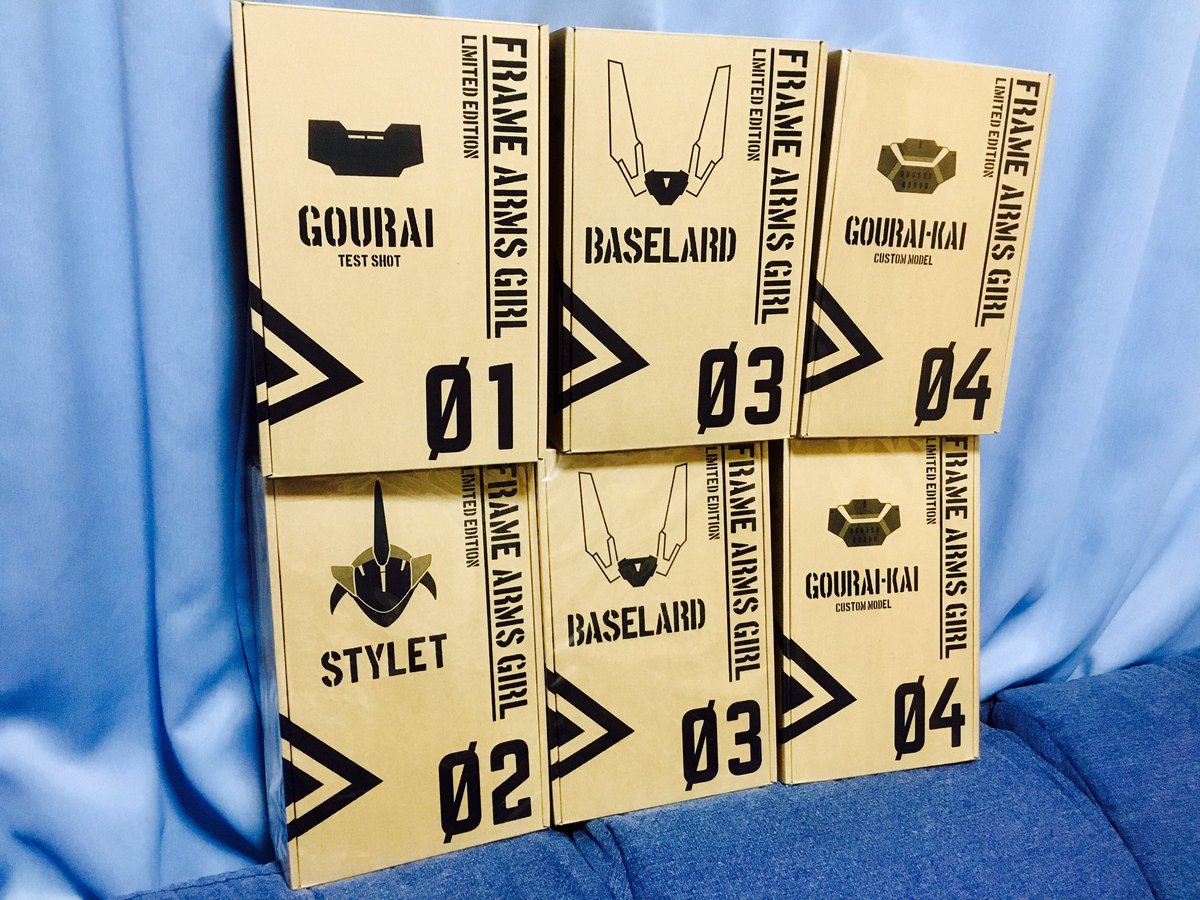 FRAME ARMS GIRL
LIMITED EDITION
GOURAI
TEST SHOT
Ø1
FRAME ARMS GIRL
LIMITED EDITION
BASELARD
Ø3
FRAME ARMS GIRL
LIMITED EDITION
GOURAI-KAI
CUSTOM MODEL
Ø4
FRAME ARMS GIRL
LIMITED EDITION
STYLET
Ø2
FRAME ARMS GIRL
LIMITED EDITION
BASELARD
Ø3
FRAME ARMS GIRL
LIMITED EDITION
GOURAI-KAI
CUSTOM MODEL
Ø4